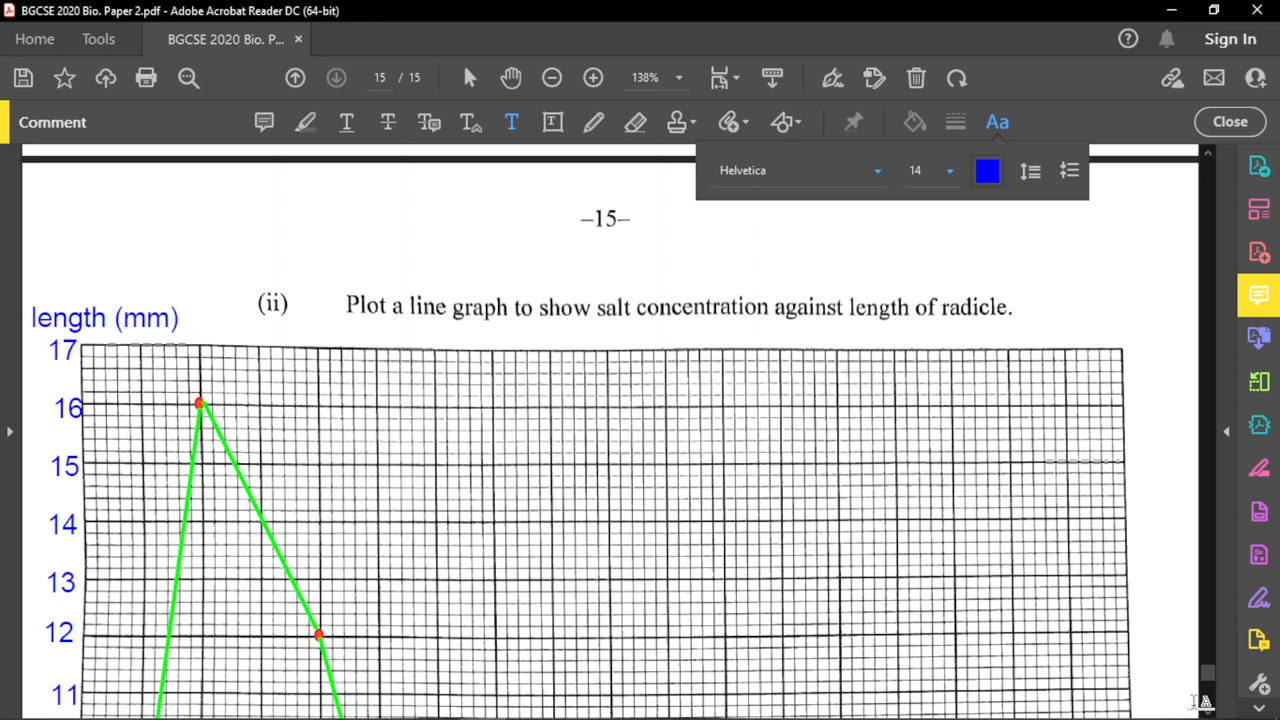 BGCSE 2020 Bio. Paper 2.pdf - Adobe Acrobat Reader DC (64-bit)
Home Tools BGCSE 2020 Bio. P... × Sign In
15 / 15 138%
Comment Close
Helvetica 14
–15–
(ii) Plot a line graph to show salt concentration against length of radicle.
length (mm)
17
16
15
14
13
12
11